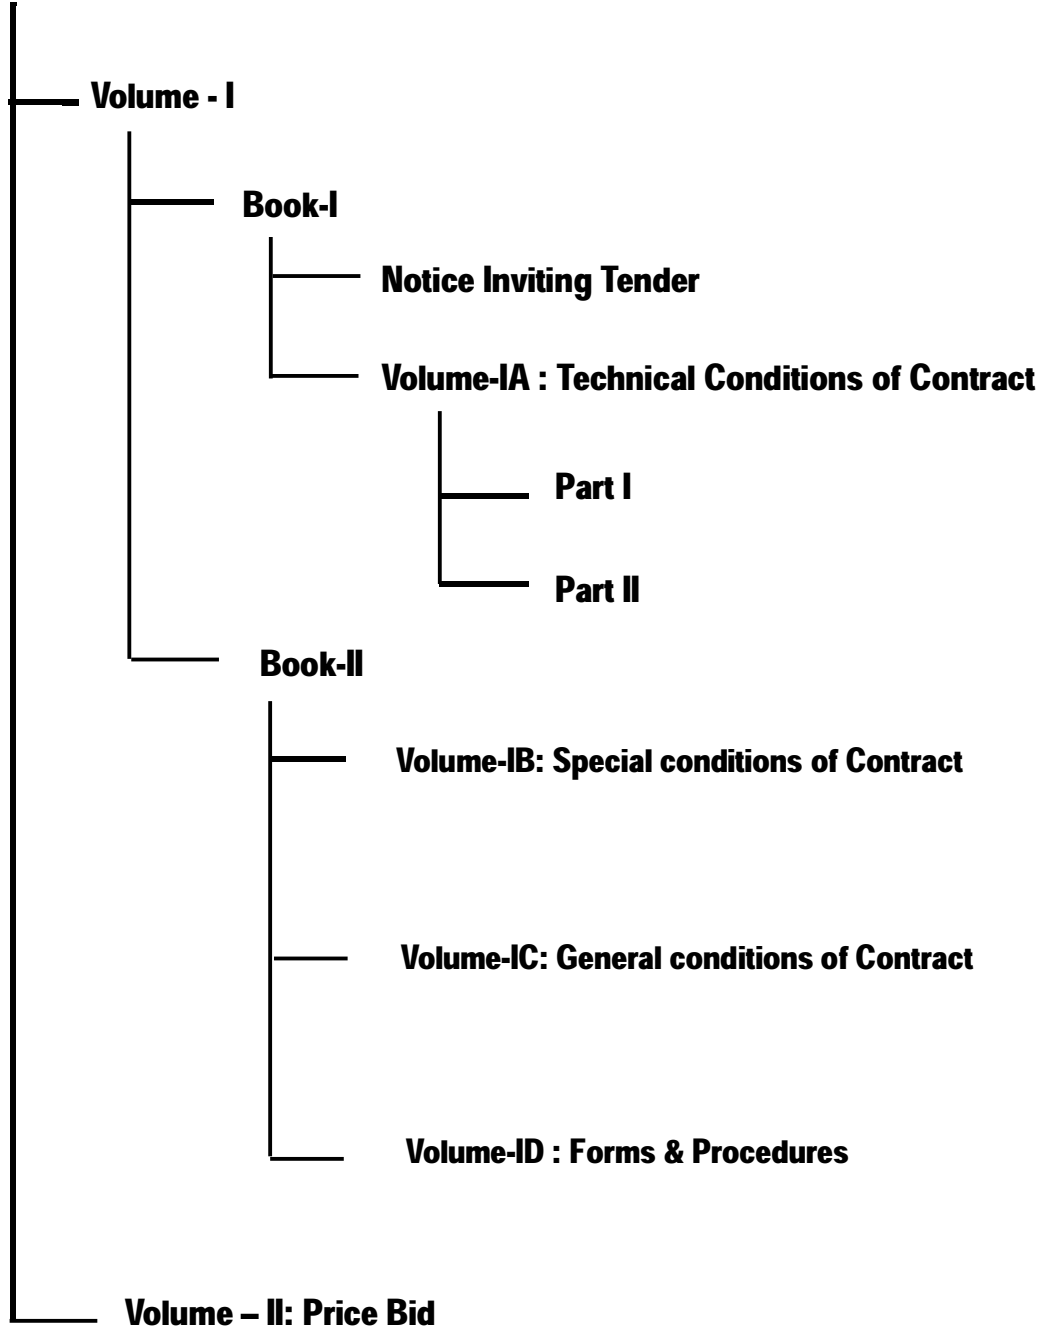 Volume - I
Book-I
Notice Inviting Tender
Volume-IA : Technical Conditions of Contract
Part I
Part II
Book-II
Volume-IB: Special conditions of Contract
Volume-IC: General conditions of Contract
Volume-ID : Forms & Procedures
Volume – II: Price Bid